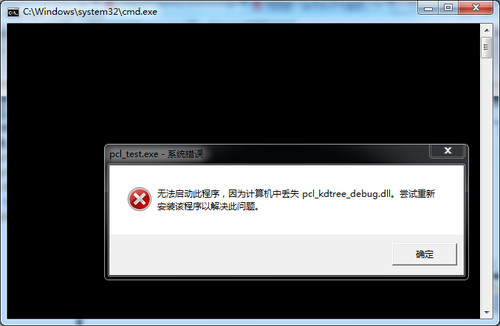 C:\Windows\system32\cmd.exe
pcl_test.exe - 系统错误
无法启动此程序，因为计算机中丢失 pcl_kdtree_debug.dll。尝试重新
安装该程序以解决此问题。
确定